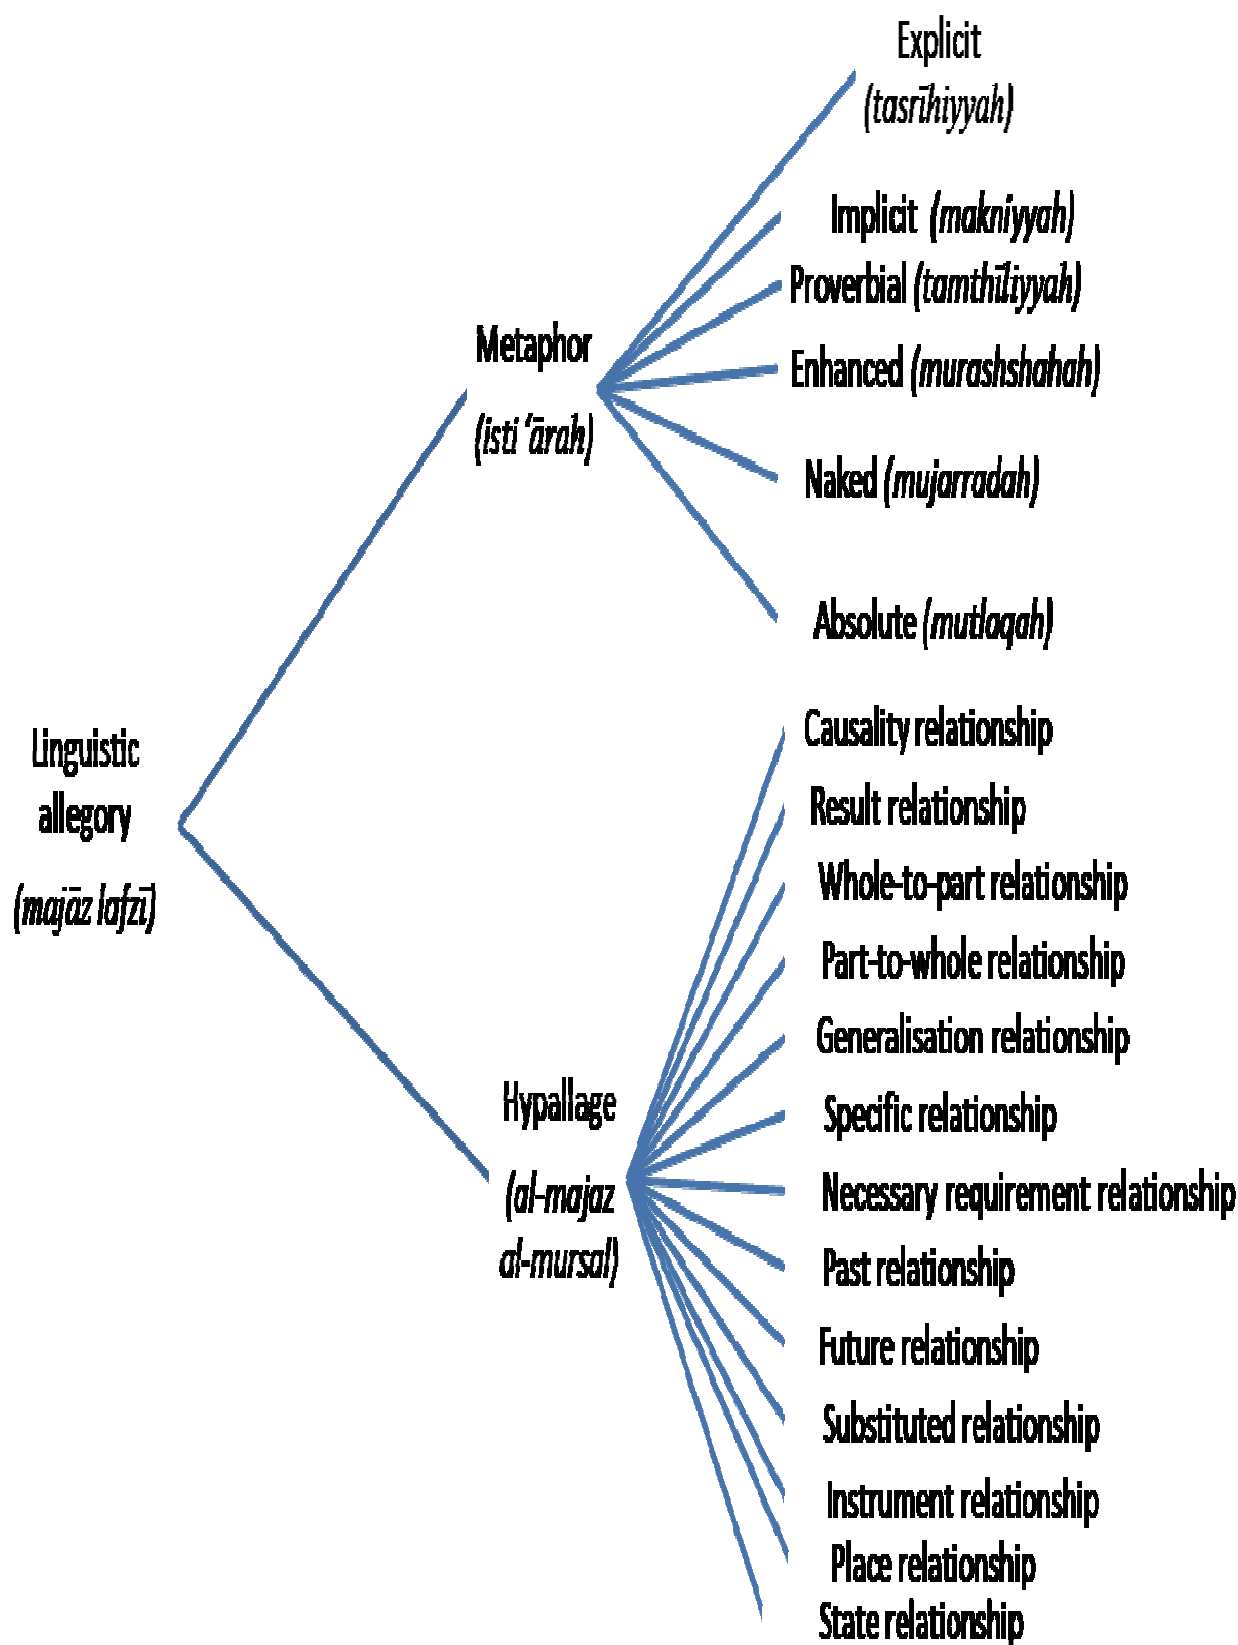 Explicit
(tasrīhiyyah)
Implicit (makniyyah)
Proverbial (tamthīliyyah)
Enhanced (murashshahah)
Metaphor
(isti ‘ārah)
Naked (mujarradah)
Absolute (mutlaqah)
Linguistic
allegory
(majāz lafzī)
Causality relationship
Result relationship
Whole-to-part relationship
Part-to-whole relationship
Generalisation relationship
Hypallage
(al-majaz
al-mursal)
Specific relationship
Necessary requirement relationship
Past relationship
Future relationship
Substituted relationship
Instrument relationship
Place relationship
State relationship